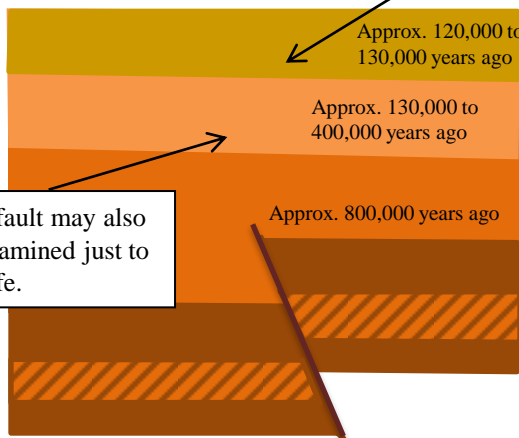 Approx. 120,000 to
130,000 years ago
Approx. 130,000 to
400,000 years ago
Approx. 800,000 years ago
fault may also
amined just to
fe.